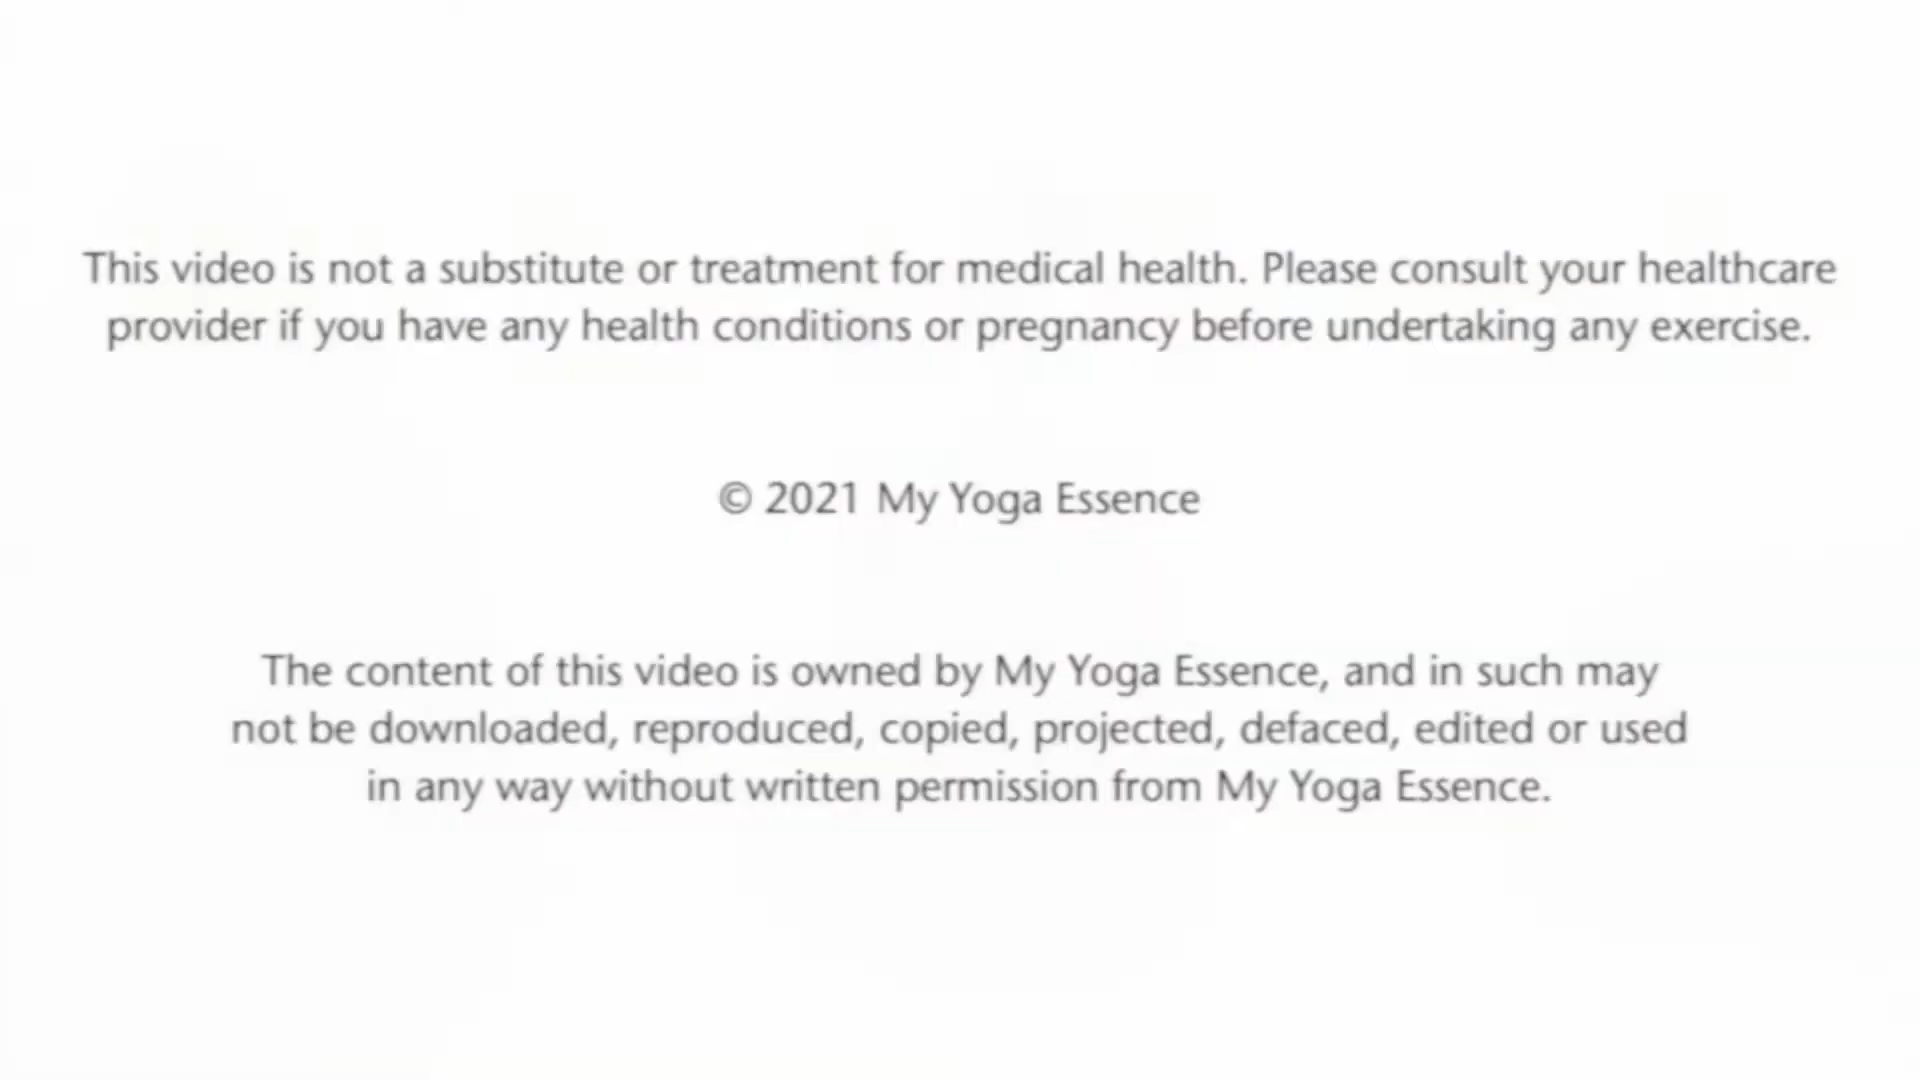 This video is not a substitute or treatment for medical health. Please consult your healthcare
provider if you have any health conditions or pregnancy before undertaking any exercise.
© 2021 My Yoga Essence
The content of this video is owned by My Yoga Essence, and in such may
not be downloaded, reproduced, copied, projected, defaced, edited or used
in any way without written permission from My Yoga Essence.